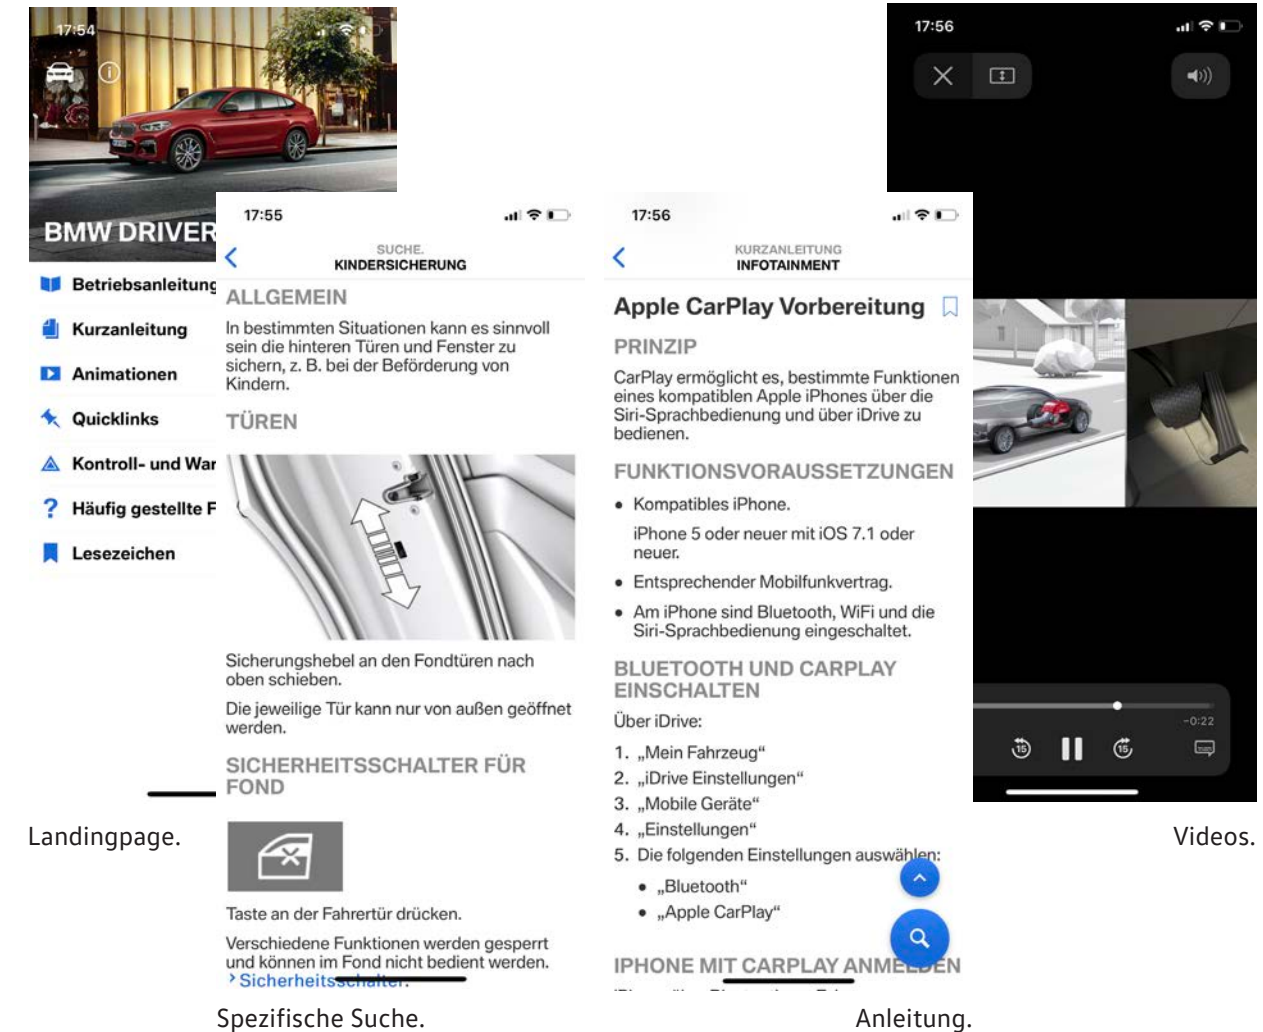 17:54
BMW DRIVER
Betriebsanleitung
Kurzanleitung
Animationen
Quicklinks
Kontroll- und War
Häufig gestellte F
Lesezeichen
Landingpage.
17:55
SUCHE.
KINDERSICHERUNG
ALLGEMEIN
In bestimmten Situationen kann es sinnvoll
sein die hinteren Türen und Fenster zu
sichern, z. B. bei der Beförderung von
Kindern.
TÜREN
Sicherungshebel an den Fondtüren nach
oben schieben.
Die jeweilige Tür kann nur von außen geöffnet
werden.
SICHERHEITSSCHALTER FÜR
FOND
Taste an der Fahrertür drücken.
Verschiedene Funktionen werden gesperrt
und können im Fond nicht bedient werden.
Sicherheitsschalter.
Spezifische Suche.
17:56
KURZANLEITUNG
INFOTAINMENT
Apple CarPlay Vorbereitung
PRINZIP
CarPlay ermöglicht es, bestimmte Funktionen
eines kompatiblen Apple iPhones über die
Siri-Sprachbedienung und über iDrive zu
bedienen.
FUNKTIONSVORAUSSETZUNGEN
• Kompatibles iPhone.
iPhone 5 oder neuer mit iOS 7.1 oder
neuer.
• Entsprechender Mobilfunkvertrag.
• Am iPhone sind Bluetooth, WiFi und die
Siri-Sprachbedienung eingeschaltet.
BLUETOOTH UND CARPLAY
EINSCHALTEN
Über iDrive:
1. „Mein Fahrzeug“
2. „iDrive Einstellungen“
3. „Mobile Geräte“
4. „Einstellungen“
5. Die folgenden Einstellungen auswählen:
• „Bluetooth“
• „Apple CarPlay“
IPHONE MIT CARPLAY ANMELDEN
Anleitung.
17:56
-0:22
15
15
Videos.